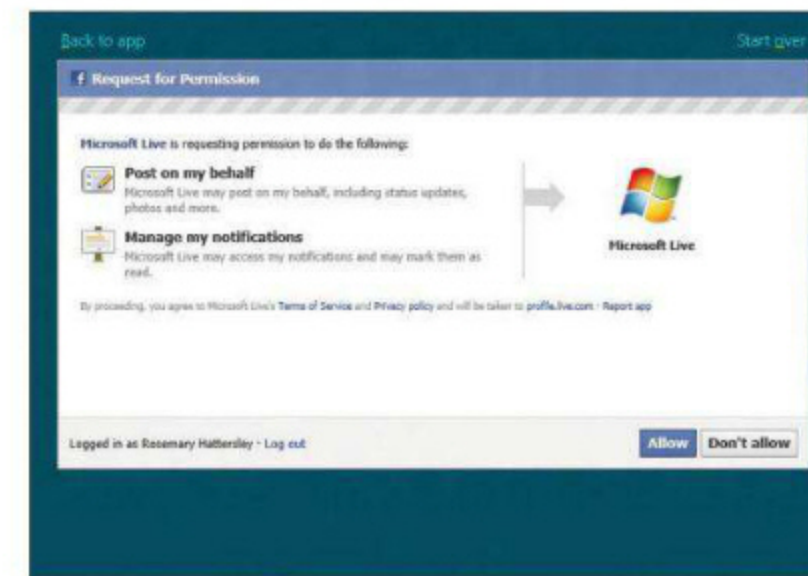 Back to app
Start over
Request for Permission
Microsoft Live is requesting permission to do the following:
Post on my behalf
Microsoft Live may post on my behalf, including status updates,
photos and more.
Manage my notifications
Microsoft Live may access my notifications and may mark them as
read.
Microsoft Live
By proceeding, you agree to Microsoft Live's Terms of Service and Privacy policy and will be taken to profile.live.com · Report app
Logged in as Rosemary Hattersley · Log out
Allow
Don't allow